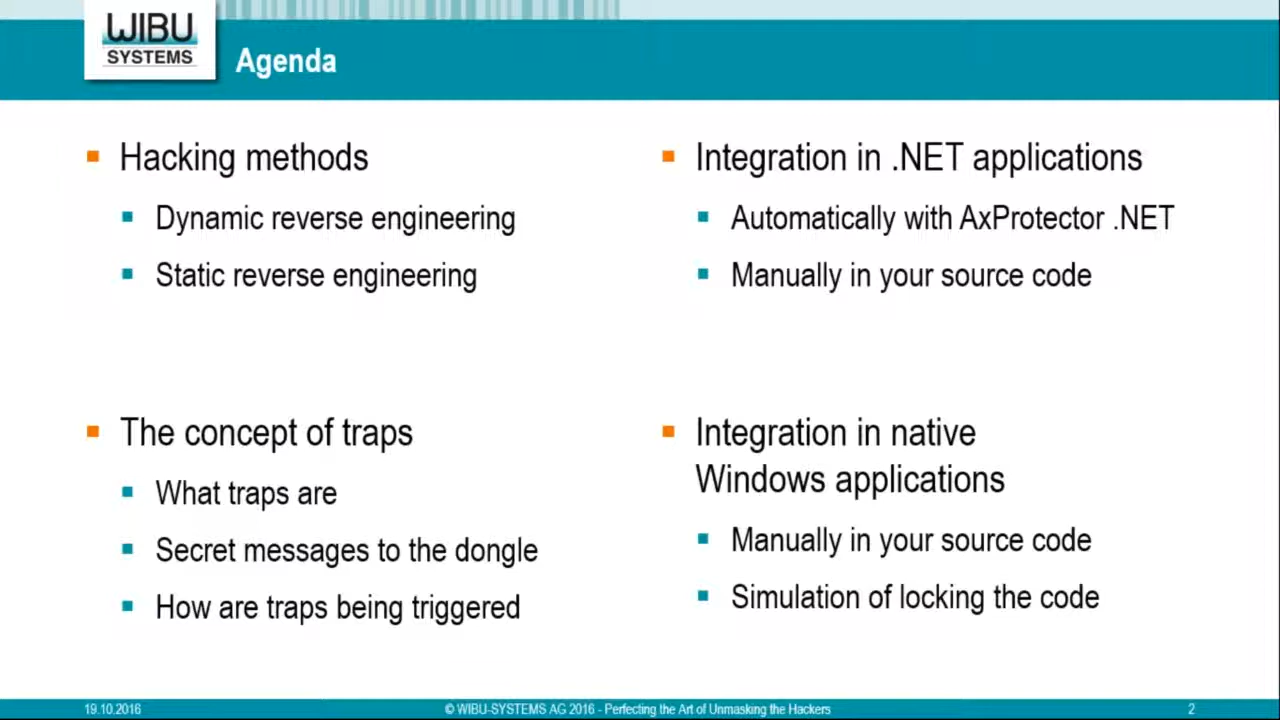 WIBU
SYSTEMS
Agenda
Hacking methods
Dynamic reverse engineering
Static reverse engineering
The concept of traps
What traps are
Secret messages to the dongle
How are traps being triggered
Integration in .NET applications
Automatically with AxProtector .NET
Manually in your source code
Integration in native
Windows applications
Manually in your source code
Simulation of locking the code
19.10.2016
© WIBU-SYSTEMS AG 2016 - Perfecting the Art of Unmasking the Hackers
2